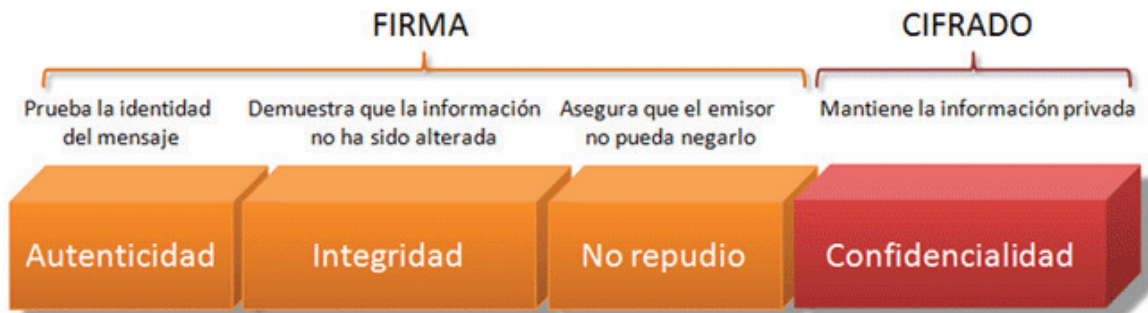 FIRMA
CIFRADO
Prueba la identidad
del mensaje
Demuestra que la información
no ha sido alterada
Asegura que el emisor
no pueda negarlo
Mantiene la información privada
Autenticidad
Integridad
No repudio
Confidencialidad